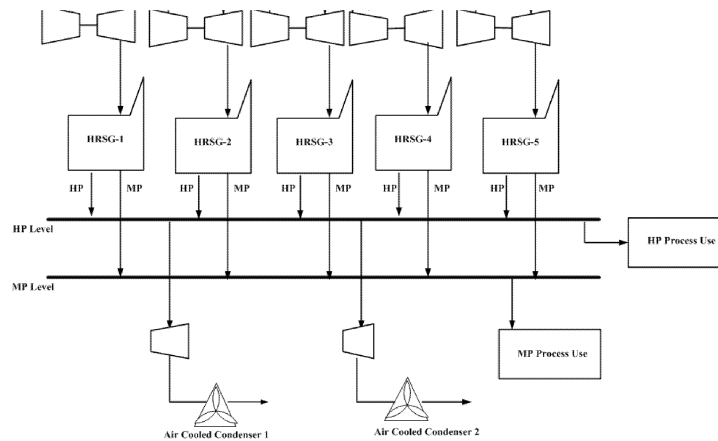 HRSG-1
HRSG-2
HRSG-3
HRSG-4
HRSG-5
HP
MP
HP
MP
HP
MP
HP
MP
HP
MP
HP Level
HP Process Use
MP Level
MP Process Use
Air Cooled Condenser 1
Air Cooled Condenser 2